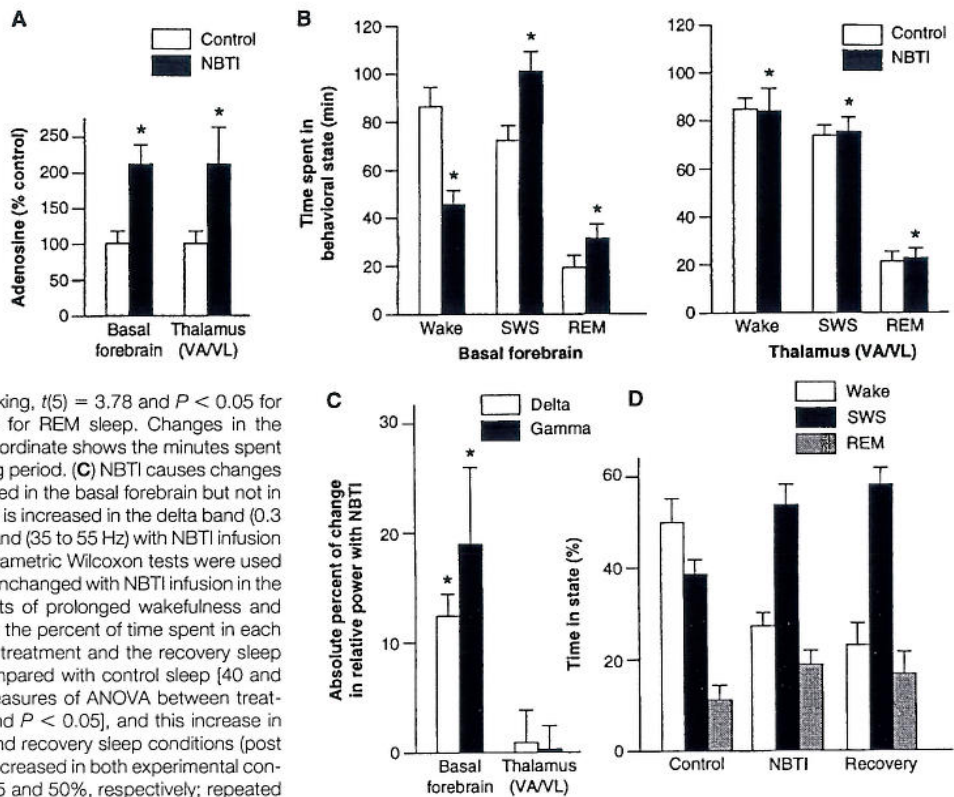 A
Control
NBTI
Adenosine (% control)
250
200
150
100
50
0
*
*
Basal forebrain
Thalamus (VA/VL)
B
Time spent in behavioral state (min)
120
100
80
60
40
20
0
*
*
*
Wake
SWS
REM
Basal forebrain
Control
NBTI
120
100
80
60
40
20
0
*
*
*
Wake
SWS
REM
Thalamus (VA/VL)
king, t(5) = 3.78 and P < 0.05 for
for REM sleep. Changes in the
oordinate shows the minutes spent
g period. (C) NBTI causes changes
ed in the basal forebrain but not in
is increased in the delta band (0.3
and (35 to 55 Hz) with NBTI infusion
ametric Wilcoxon tests were used
nchanged with NBTI infusion in the
ts of prolonged wakefulness and
the percent of time spent in each
treatment and the recovery sleep
mpared with control sleep [40 and
easures of ANOVA between treat-
nd P < 0.05], and this increase in
nd recovery sleep conditions (post
creased in both experimental con-
5 and 50%, respectively; repeated
C
Delta
Gamma
Absolute percent of change in relative power with NBTI
30
20
10
0
*
*
Basal forebrain
Thalamus (VA/VL)
D
Wake
SWS
REM
Time in state (%)
60
40
20
0
Control
NBTI
Recovery